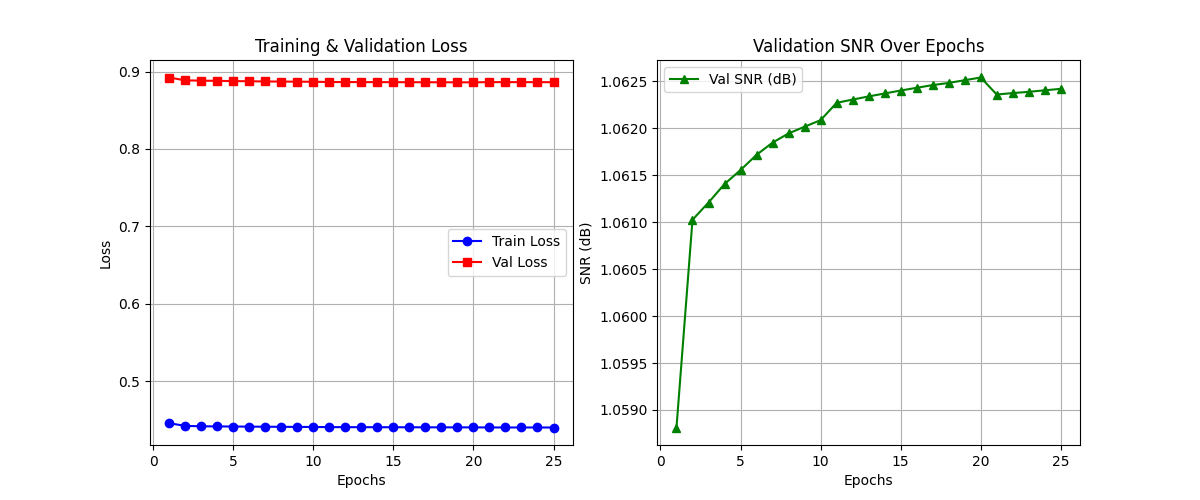 Training & Validation Loss
Loss
0.9
0.8
0.7
0.6
0.5
Train Loss
Val Loss
0 5 10 15 20 25
Epochs
Validation SNR Over Epochs
SNR (dB)
Val SNR (dB)
1.0625
1.0620
1.0615
1.0610
1.0605
1.0600
1.0595
1.0590
0 5 10 15 20 25
Epochs